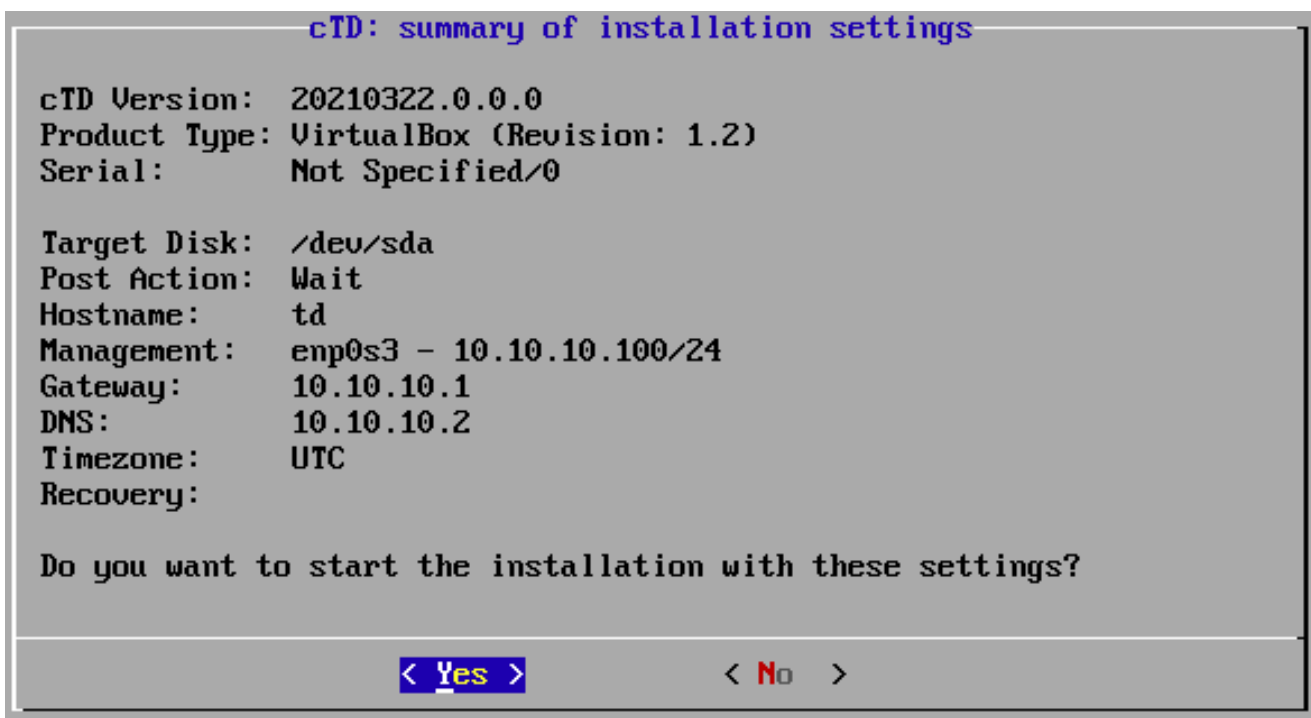 cTD: summary of installation settings
cTD Version: 20210322.0.0.0
Product Type: VirtualBox (Revision: 1.2)
Serial: Not Specified/0
Target Disk: /dev/sda
Post Action: Wait
Hostname: td
Management: enp0s3 - 10.10.10.100/24
Gateway: 10.10.10.1
DNS: 10.10.10.2
Timezone: UTC
Recovery:
Do you want to start the installation with these settings?
< Yes > < No >